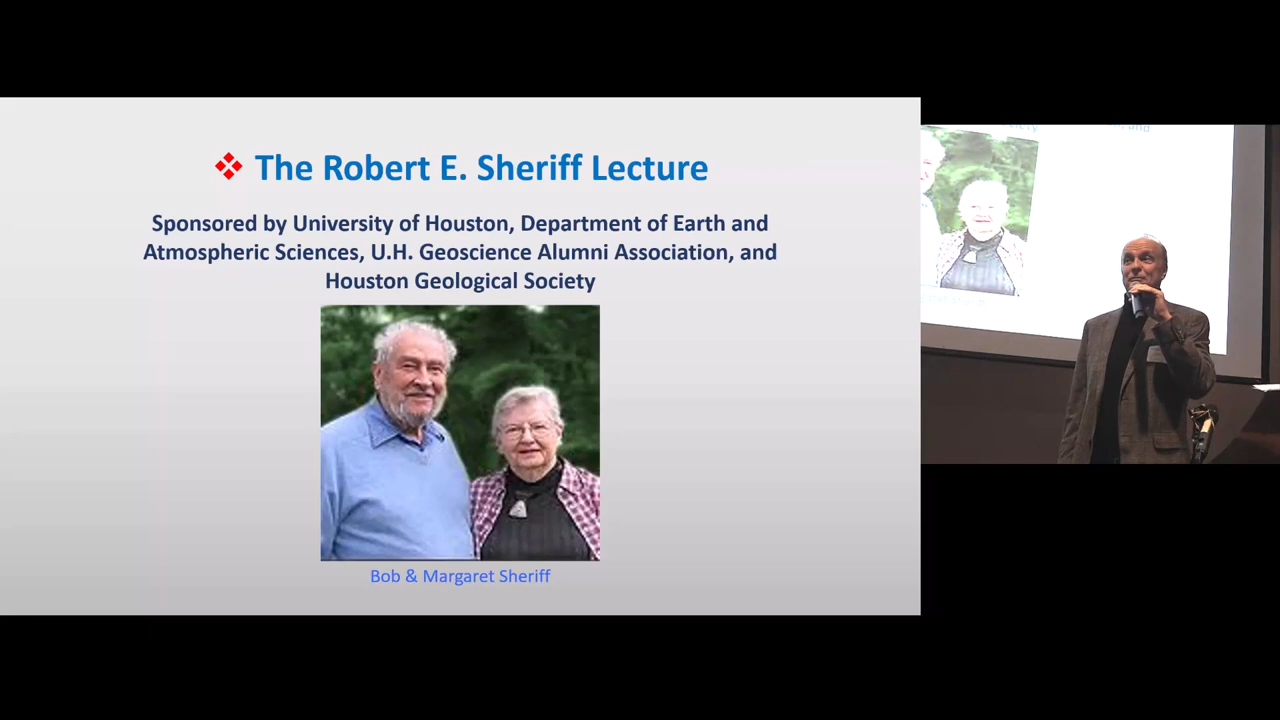 The Robert E. Sheriff Lecture
Sponsored by University of Houston, Department of Earth and
Atmospheric Sciences, U.H. Geoscience Alumni Association, and
Houston Geological Society
Bob & Margaret Sheriff